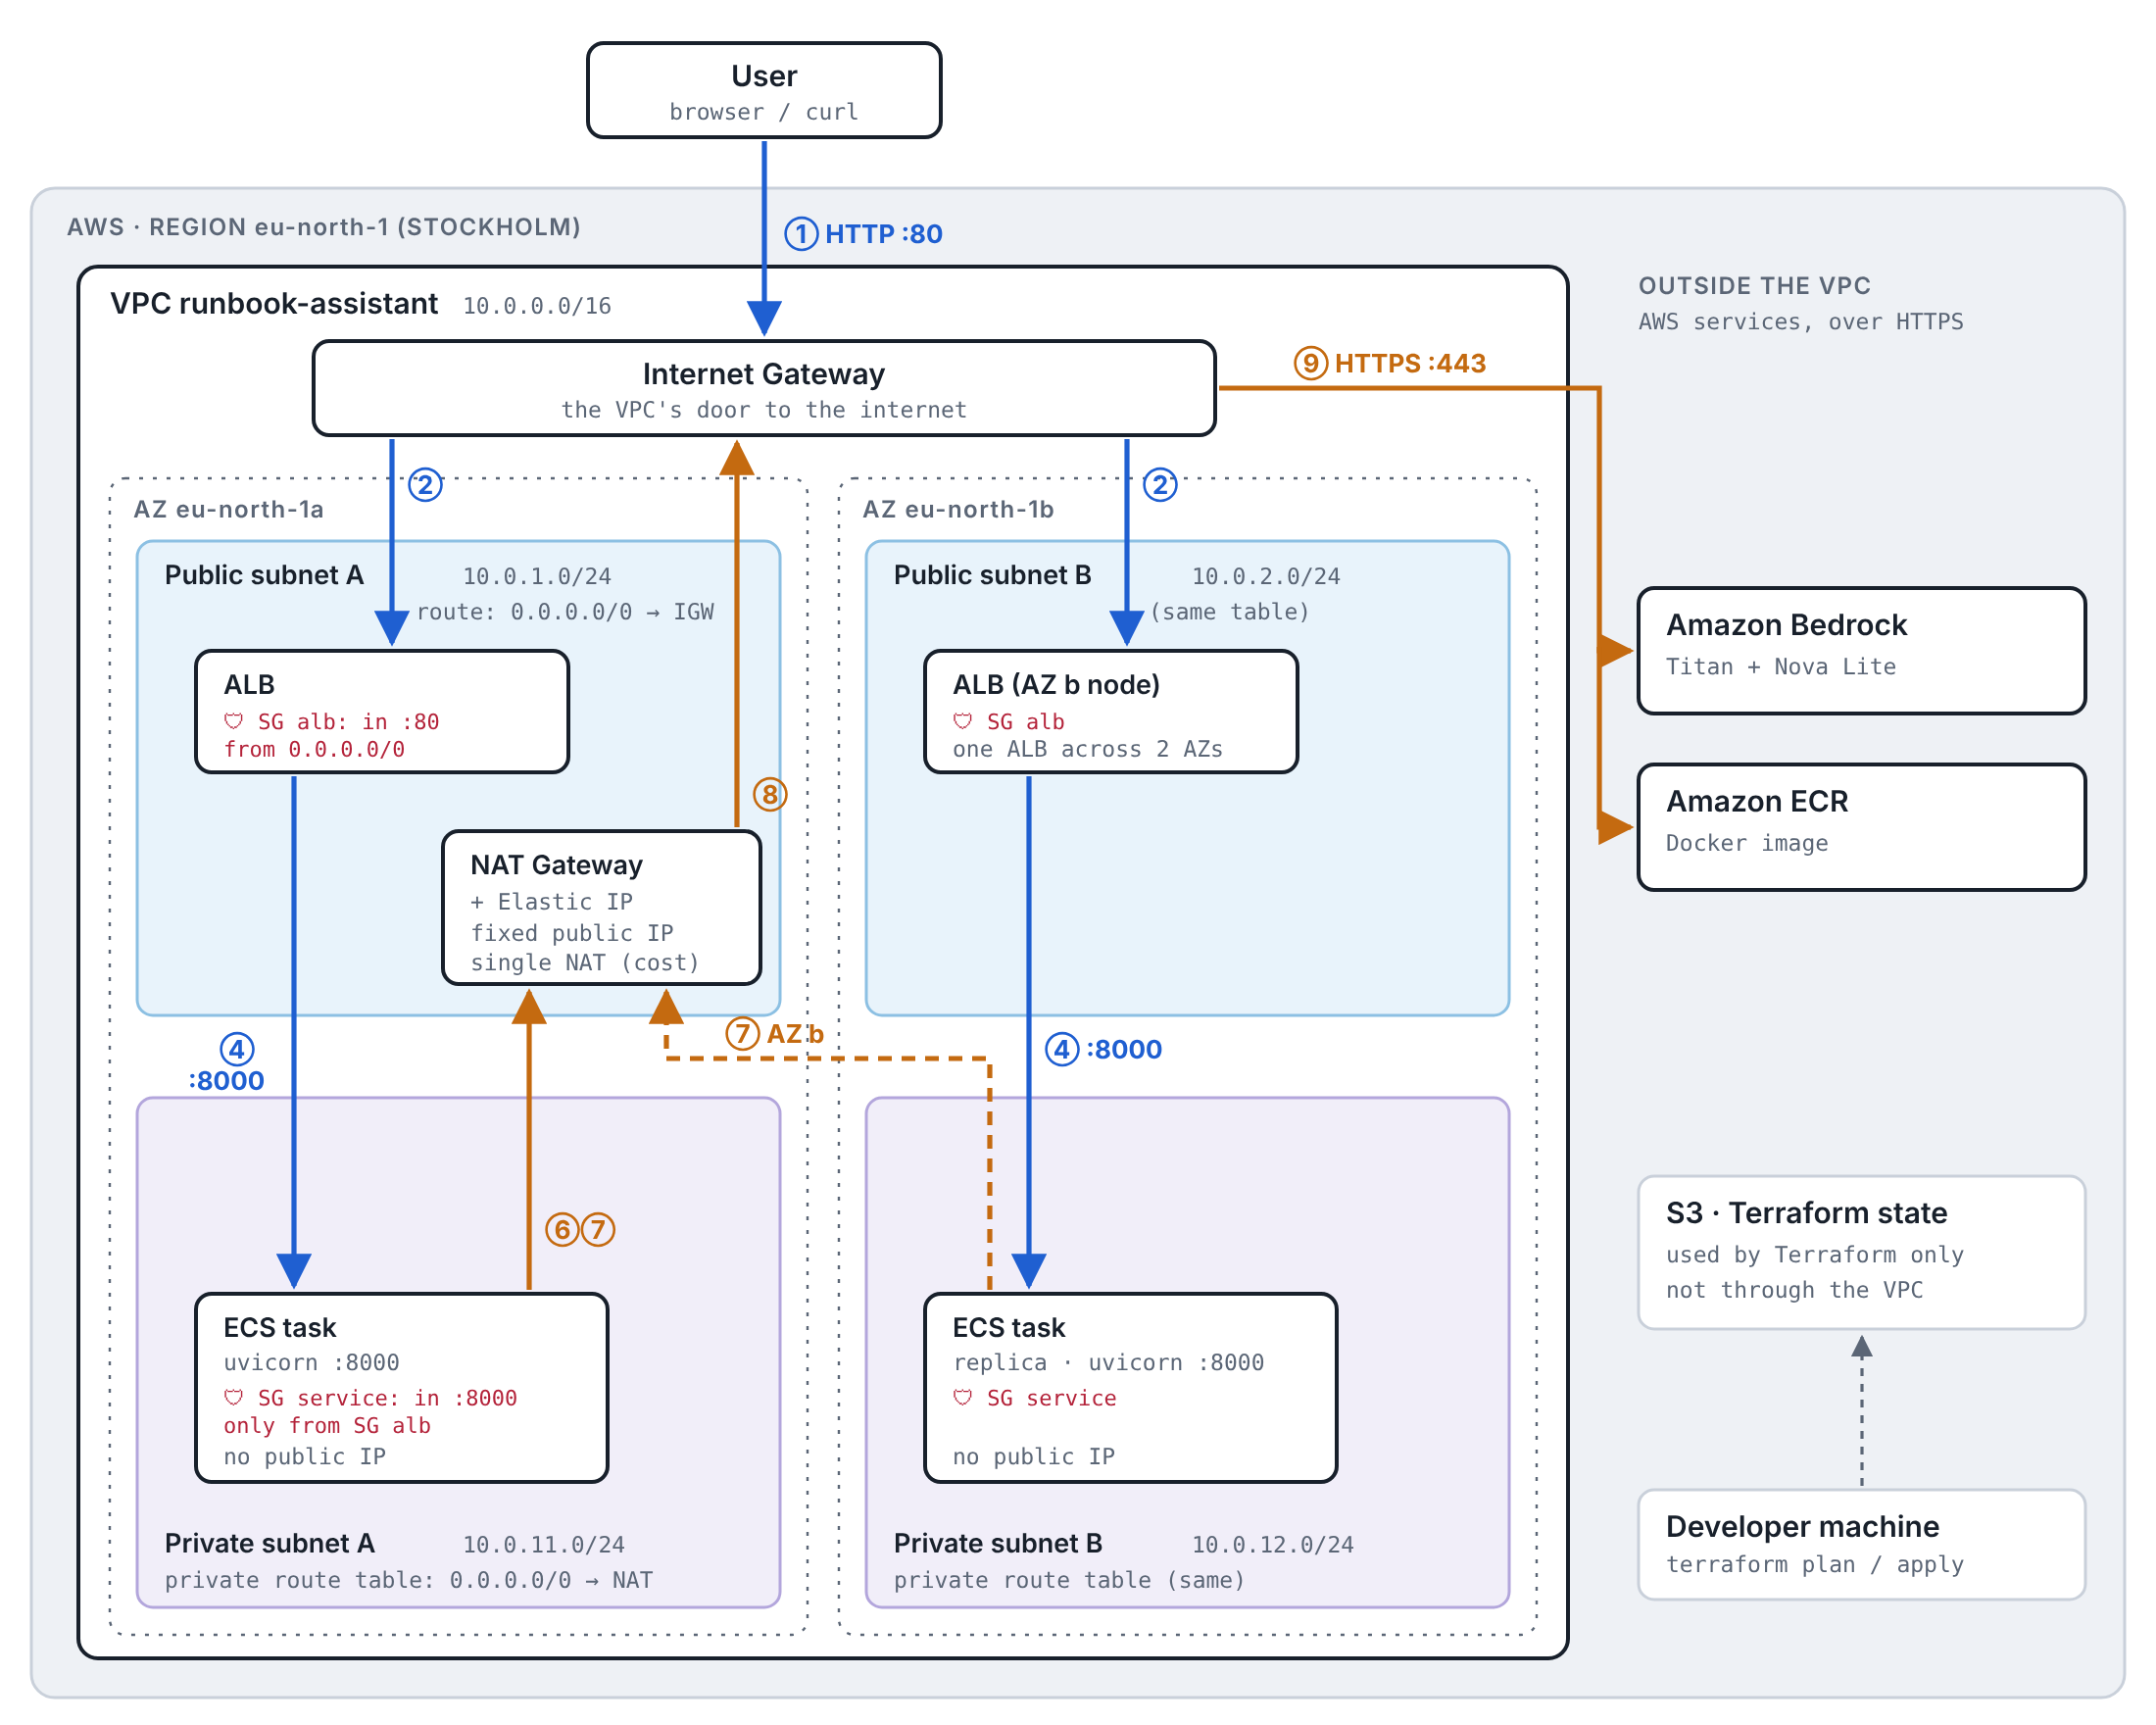 User
browser / curl
AWS · REGION eu-north-1 (STOCKHOLM)
① HTTP :80
VPC runbook-assistant 10.0.0.0/16
OUTSIDE THE VPC
AWS services, over HTTPS
Internet Gateway
the VPC's door to the internet
⑨ HTTPS :443
②
②
AZ eu-north-1a
AZ eu-north-1b
Public subnet A 10.0.1.0/24
route: 0.0.0.0/0 → IGW
Public subnet B 10.0.2.0/24
(same table)
ALB
🛡 SG alb: in :80
from 0.0.0.0/0
ALB (AZ b node)
🛡 SG alb
one ALB across 2 AZs
Amazon Bedrock
Titan + Nova Lite
Amazon ECR
Docker image
⑧
NAT Gateway
+ Elastic IP
fixed public IP
single NAT (cost)
⑦ AZ b
④
:8000
④ :8000
⑥⑦
ECS task
uvicorn :8000
🛡 SG service: in :8000
only from SG alb
no public IP
ECS task
replica · uvicorn :8000
🛡 SG service
no public IP
Private subnet A 10.0.11.0/24
private route table: 0.0.0.0/0 → NAT
Private subnet B 10.0.12.0/24
private route table (same)
S3 · Terraform state
used by Terraform only
not through the VPC
Developer machine
terraform plan / apply